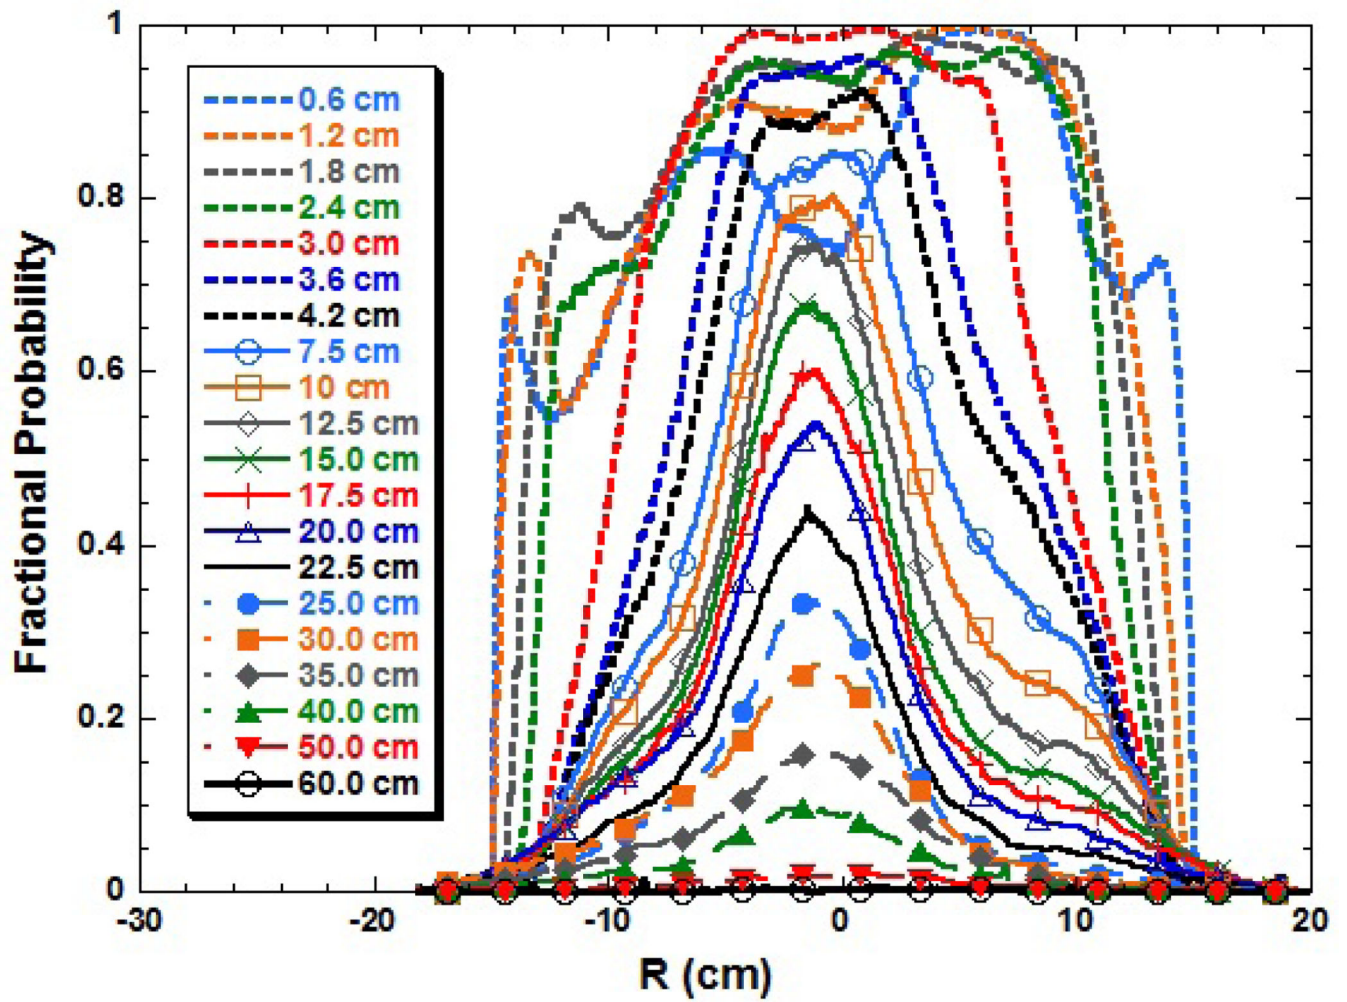 1
0.8
0.6
0.4
0.2
0
Fractional Probability
0.6 cm
1.2 cm
1.8 cm
2.4 cm
3.0 cm
3.6 cm
4.2 cm
7.5 cm
10 cm
12.5 cm
15.0 cm
17.5 cm
20.0 cm
22.5 cm
25.0 cm
30.0 cm
35.0 cm
40.0 cm
50.0 cm
60.0 cm
-30 -20 -10 0 10 20
R (cm)